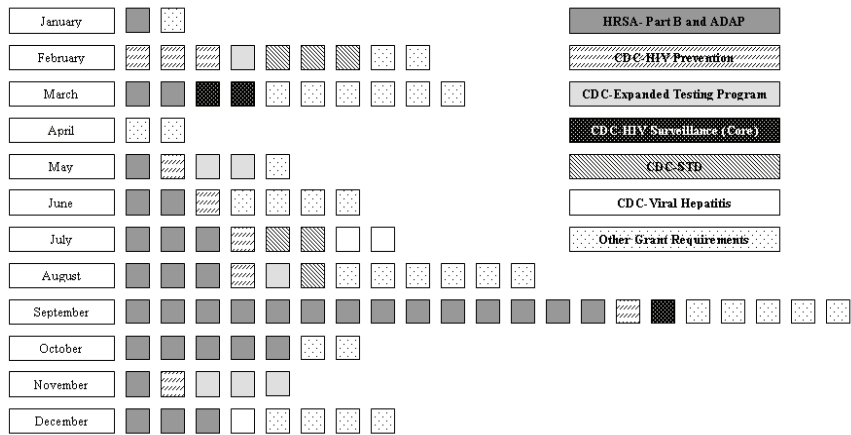 January
HRSA- Part B and ADAP
February
CDC-HIV Prevention
March
CDC-Expanded Testing Program
April
CDC-HIV Surveillance (Core)
May
CDC-STD
June
CDC-Viral Hepatitis
July
Other Grant Requirements
August
September
October
November
December